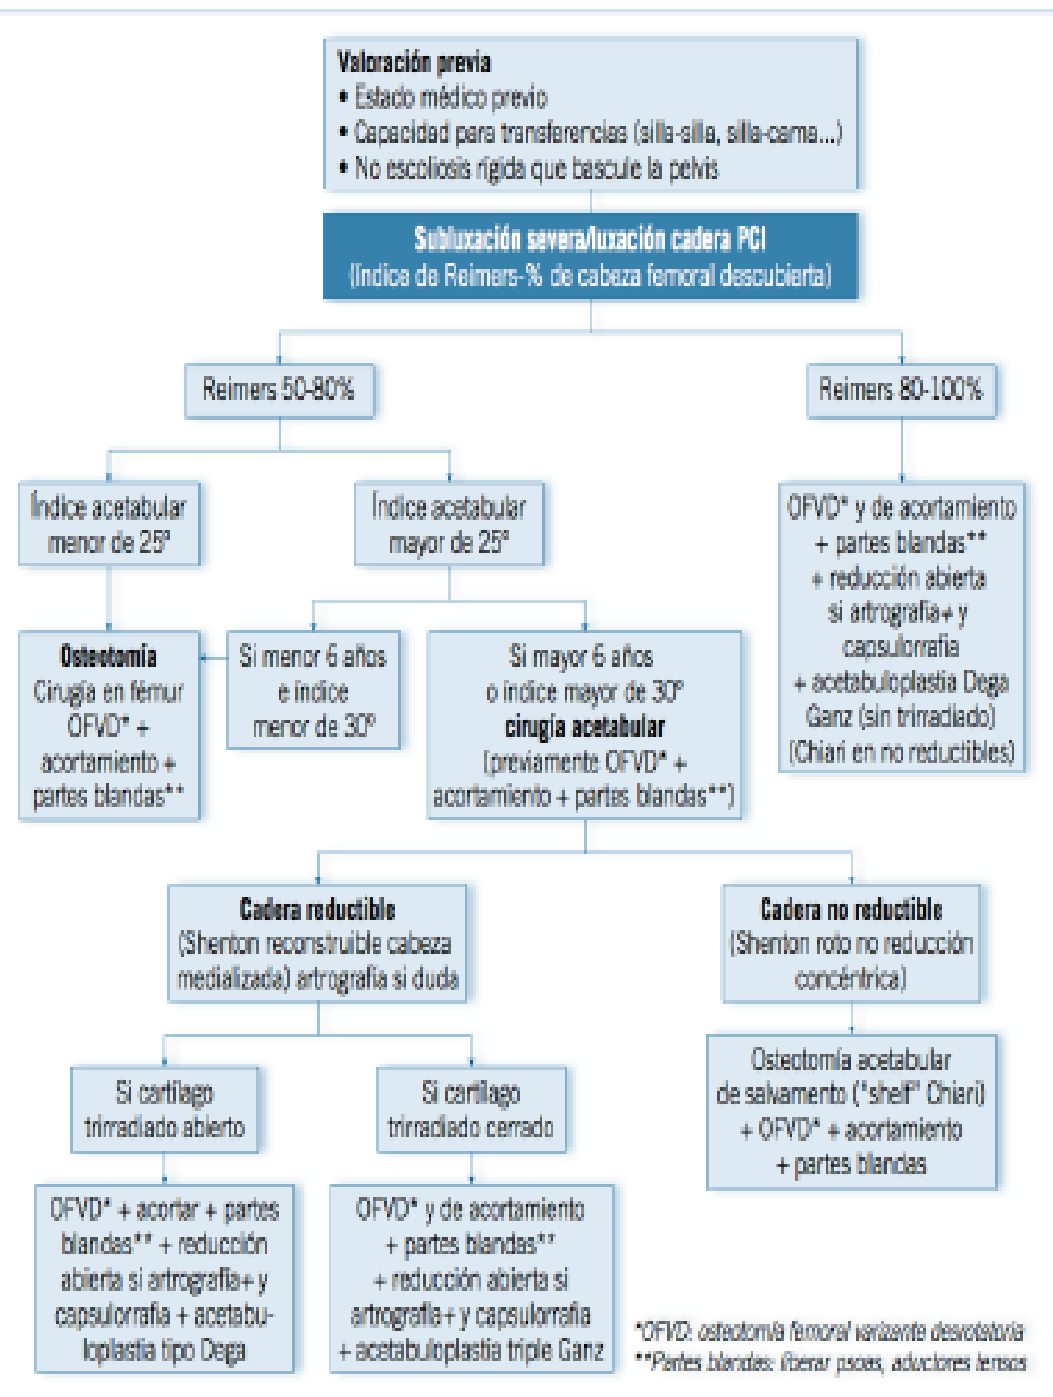 Valoración previa
• Estado médico previo
• Capacidad para transferencias (silla-silla, silla-cama...)
• No escoliosis rígida que bascule la pelvis
Subluxación severa/luxación cadera PCI
(Índice de Reimers-% de cabeza femoral descubierta)
Reimers 50-80%
Reimers 80-100%
Índice acetabular
menor de 25º
Índice acetabular
mayor de 25º
OFVD* y de acortamiento
+ partes blandas**
+ reducción abierta
si artrografía+ y
capsulorrafia
+ acetabuloplastia Dega
Ganz (sin trirradiado)
(Chiari en no reductibles)
Osteotomía
Cirugía en fémur
OFVD* +
acortamiento +
partes blandas**
Si menor 6 años
e índice
menor de 30º
Si mayor 6 años
o índice mayor de 30º
cirugía acetabular
(previamente OFVD* +
acortamiento + partes blandas**)
Cadera reductible
(Shenton reconstruible cabeza
medializada) artrografía si duda
Cadera no reductible
(Shenton roto no reducción
concéntrica)
Si cartílago
trirradiado abierto
Si cartílago
trirradiado cerrado
Osteotomía acetabular
de salvamento ("shelf" Chiari)
+ OFVD* + acortamiento
+ partes blandas
OFVD* + acortar + partes
blandas** + reducción
abierta si artrografía+ y
capsulorrafia + acetabu-
loplastia tipo Dega
OFVD* y de acortamiento
+ partes blandas**
+ reducción abierta si
artrografía+ y capsulorrafia
+ acetabuloplastia triple Ganz
*OFVD: osteotomía femoral varizante desrotatoria
**Partes blandas: liberar psoas, aductores tensos